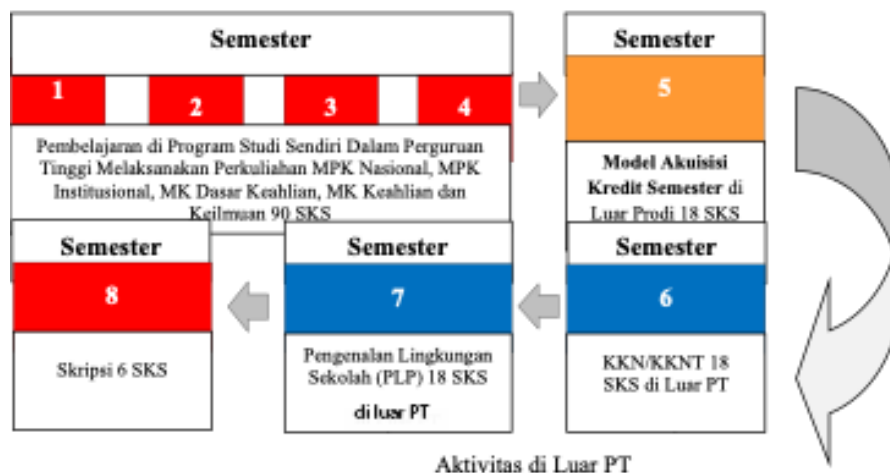 Semester
1 2 3 4
Pembelajaran di Program Studi Sendiri Dalam Perguruan
Tinggi Melaksanakan Perkuliahan MPK Nasional, MPK
Institusional, MK Dasar Keahlian, MK Keahlian dan
Keilmuan 90 SKS
Semester
5
Model Akuisisi
Kredit Semester di
Luar Prodi 18 SKS
Semester
6
KKN/KKNT 18
SKS di Luar PT
Semester
7
Pengenalan Lingkungan
Sekolah (PLP) 18 SKS
di luar PT
Semester
8
Skripsi 6 SKS
Aktivitas di Luar PT